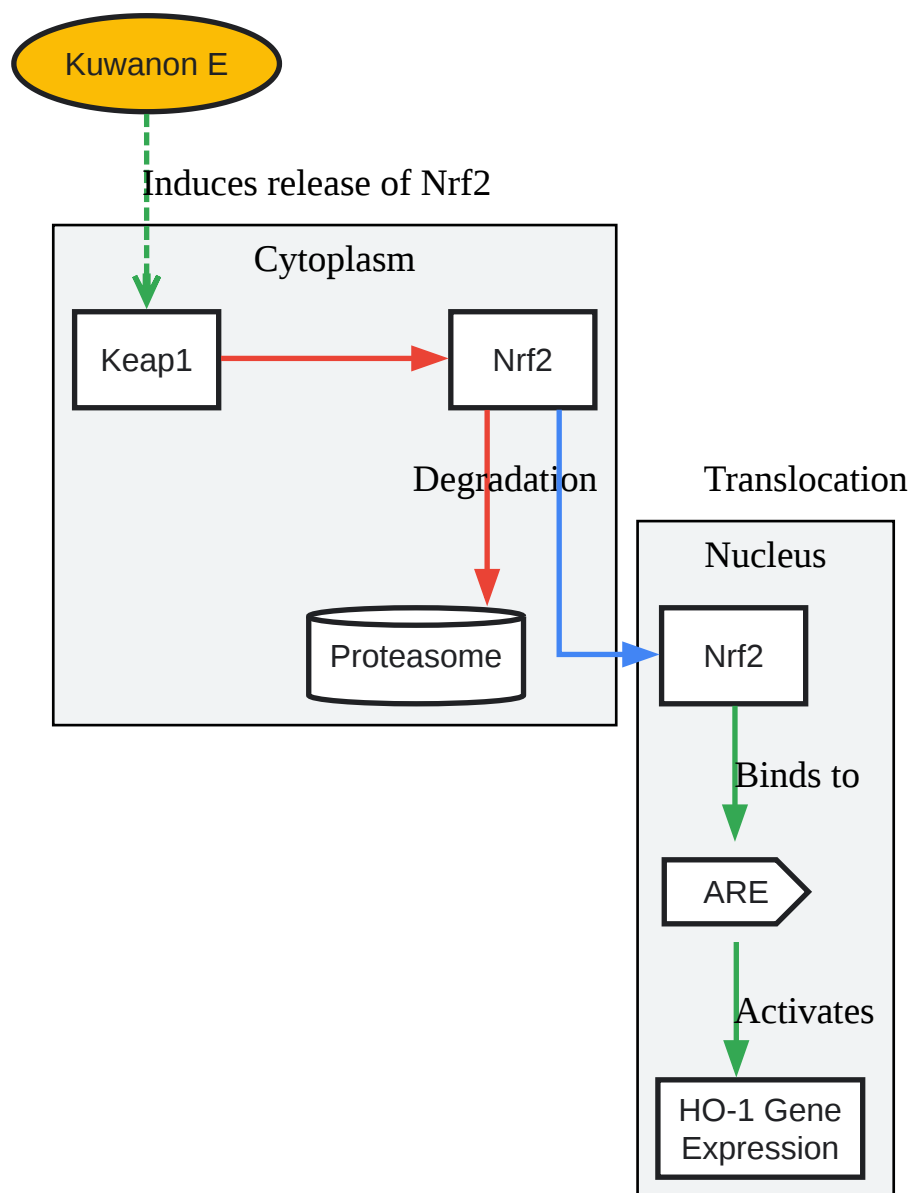 Kuwanon E
Induces release of Nrf2
Cytoplasm
Keap1
Nrf2
Degradation
Translocation
Nucleus
Proteasome
Nrf2
Binds to
ARE
Activates
HO-1 Gene
Expression